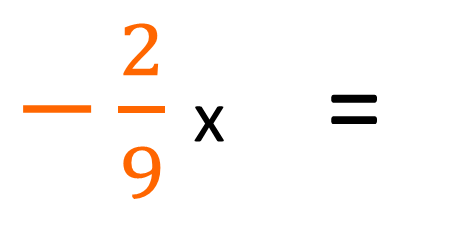 − 2/9 x =